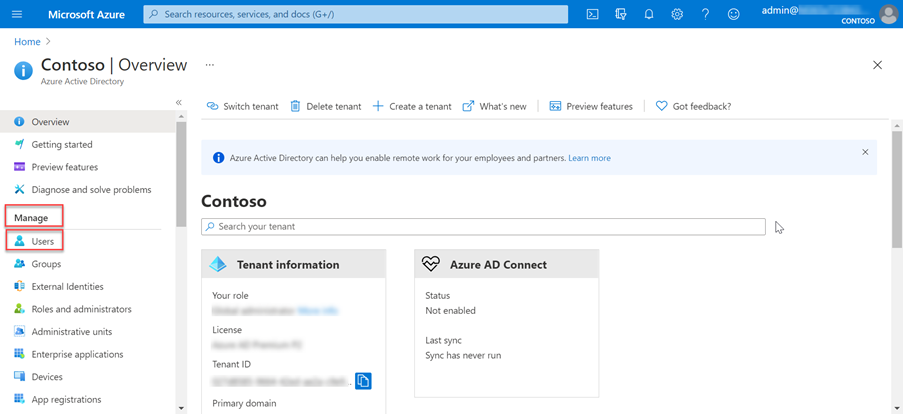 Microsoft Azure
Search resources, services, and docs (G+/)
admin@
CONTOSO
Home
Contoso | Overview
...
Azure Active Directory
Overview
Getting started
Preview features
Diagnose and solve problems
Manage
Users
Groups
External Identities
Roles and administrators
Administrative units
Enterprise applications
Devices
App registrations
Switch tenant
Delete tenant
Create a tenant
What's new
Preview features
Got feedback?
Azure Active Directory can help you enable remote work for your employees and partners. Learn more
Contoso
Search your tenant
Tenant information
Your role
License
Tenant ID
Primary domain
Azure AD Connect
Status
Not enabled
Last sync
Sync has never run